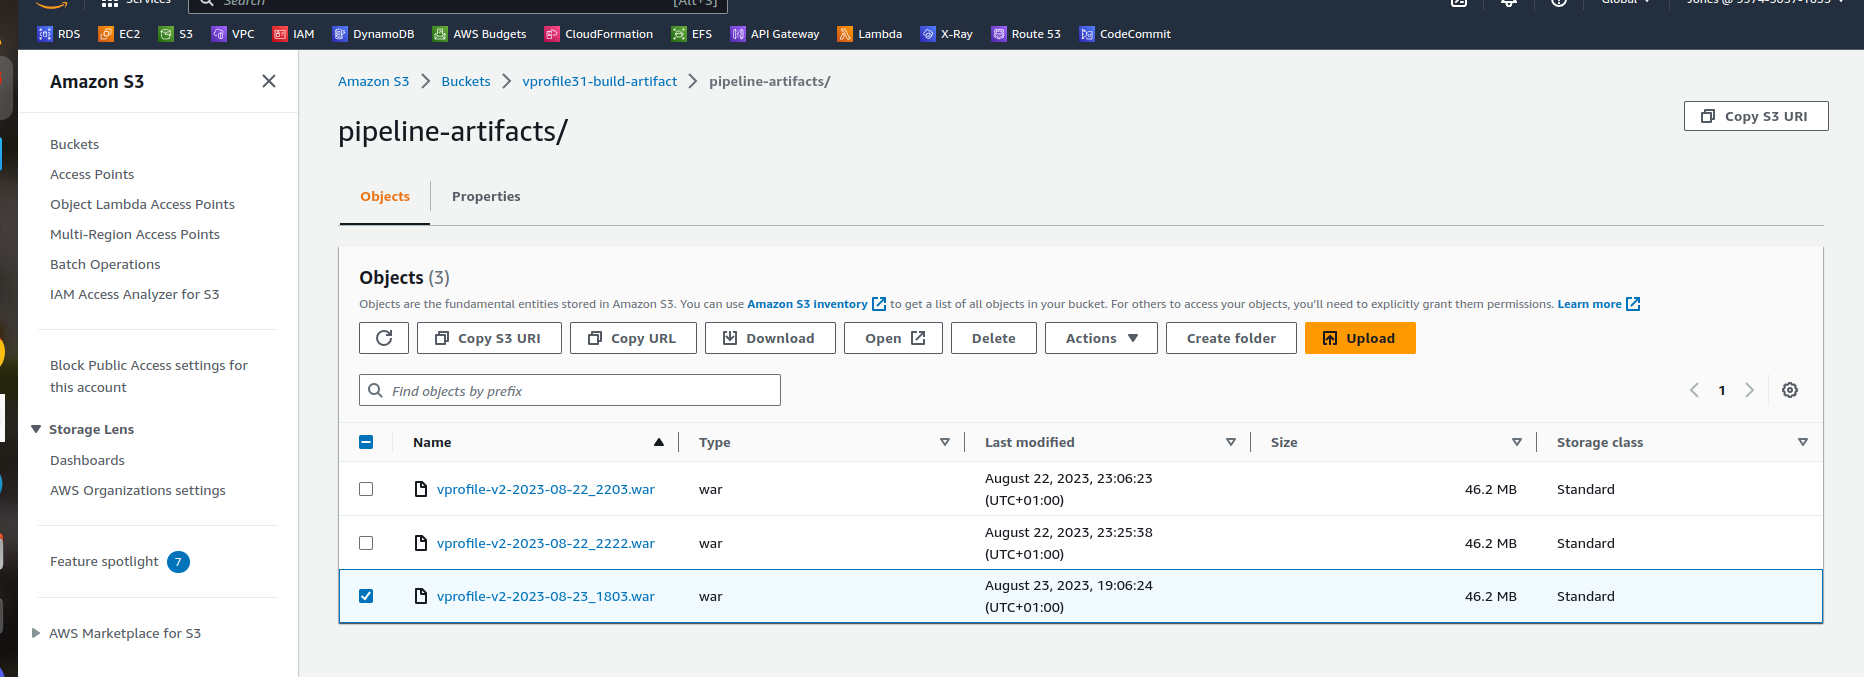 Services
Search
[Alt+S]
Global
RDS EC2 S3 VPC IAM DynamoDB AWS Budgets CloudFormation EFS API Gateway Lambda X-Ray Route 53 CodeCommit
Amazon S3
Buckets
Access Points
Object Lambda Access Points
Multi-Region Access Points
Batch Operations
IAM Access Analyzer for S3
Block Public Access settings for
this account
Storage Lens
Dashboards
AWS Organizations settings
Feature spotlight 7
AWS Marketplace for S3
Amazon S3 Buckets vprofile31-build-artifact pipeline-artifacts/
pipeline-artifacts/
Copy S3 URI
Objects Properties
Objects (3)
Objects are the fundamental entities stored in Amazon S3. You can use Amazon S3 inventory to get a list of all objects in your bucket. For others to access your objects, you'll need to explicitly grant them permissions. Learn more
Copy S3 URI Copy URL Download Open Delete Actions Create folder Upload
Find objects by prefix
1
Name Type Last modified Size Storage class
vprofile-v2-2023-08-22_2203.war war August 22, 2023, 23:06:23 (UTC+01:00) 46.2 MB Standard
vprofile-v2-2023-08-22_2222.war war August 22, 2023, 23:25:38 (UTC+01:00) 46.2 MB Standard
vprofile-v2-2023-08-23_1803.war war August 23, 2023, 19:06:24 (UTC+01:00) 46.2 MB Standard